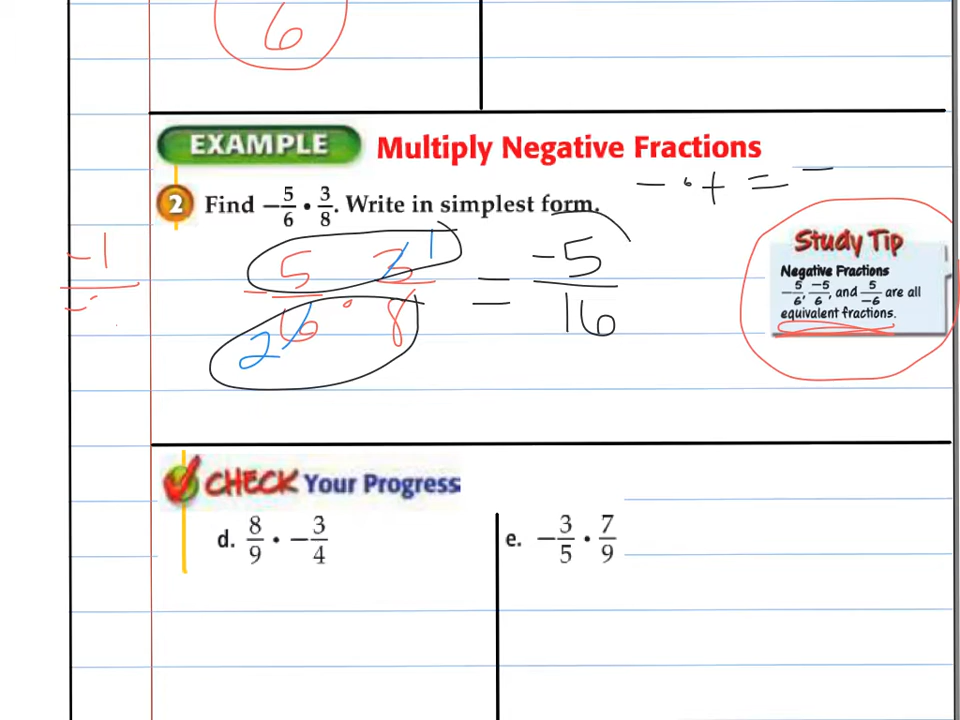 6
EXAMPLE Multiply Negative Fractions
− · + = −
2 Find −5/6 · 3/8. Write in simplest form.
Study Tip
Negative Fractions
−5/6, −5/6, and 5/−6 are all
equivalent fractions.
−5/6 · 3/8 = −5/16
1
2
−1
CHECK Your Progress
d. 8/9 · −3/4
e. −3/5 · 7/9